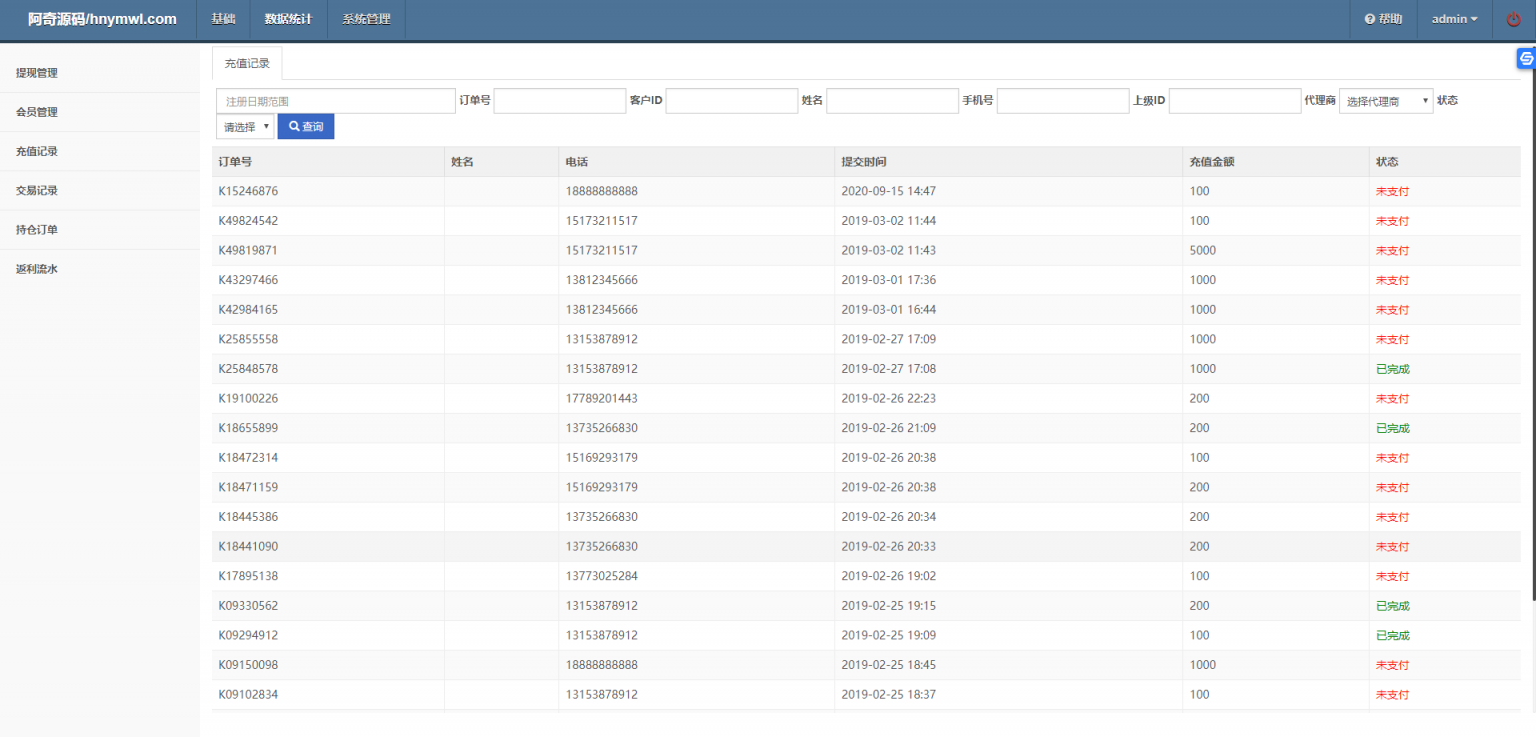 阿奇源码/hnymwl.com 基础 数据统计 系统管理 帮助 admin
提现管理
会员管理
充值记录
交易记录
持仓订单
返利流水
充值记录
注册日期范围 订单号 客户ID 姓名 手机号 上级ID 代理商 选择代理商 状态
请选择 查询
订单号 姓名 电话 提交时间 充值金额 状态
K15246876 18888888888 2020-09-15 14:47 100 未支付
K49824542 15173211517 2019-03-02 11:44 100 未支付
K49819871 15173211517 2019-03-02 11:43 5000 未支付
K43297466 13812345666 2019-03-01 17:36 1000 未支付
K42984165 13812345666 2019-03-01 16:44 1000 未支付
K25855558 13153878912 2019-02-27 17:09 1000 未支付
K25848578 13153878912 2019-02-27 17:08 1000 已完成
K19100226 17789201443 2019-02-26 22:23 200 未支付
K18655899 13735266830 2019-02-26 21:09 200 已完成
K18472314 15169293179 2019-02-26 20:38 100 未支付
K18471159 15169293179 2019-02-26 20:38 200 未支付
K18445386 13735266830 2019-02-26 20:34 200 未支付
K18441090 13735266830 2019-02-26 20:33 200 未支付
K17895138 13773025284 2019-02-26 19:02 100 未支付
K09330562 13153878912 2019-02-25 19:15 200 已完成
K09294912 13153878912 2019-02-25 19:09 100 已完成
K09150098 18888888888 2019-02-25 18:45 1000 未支付
K09102834 13153878912 2019-02-25 18:37 100 未支付